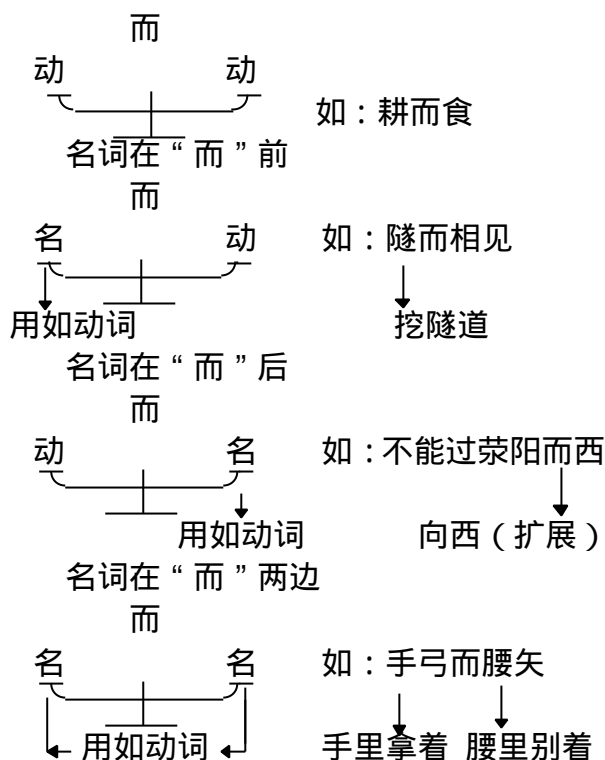 而
动 动
如：耕而食
名词在“而”前
而
名 动 如：隧而相见
用如动词 挖隧道
名词在“而”后
而
动 名 如：不能过荥阳而西
用如动词 向西（扩展）
名词在“而”两边
而
名 名 如：手弓而腰矢
用如动词 手里拿着 腰里别着